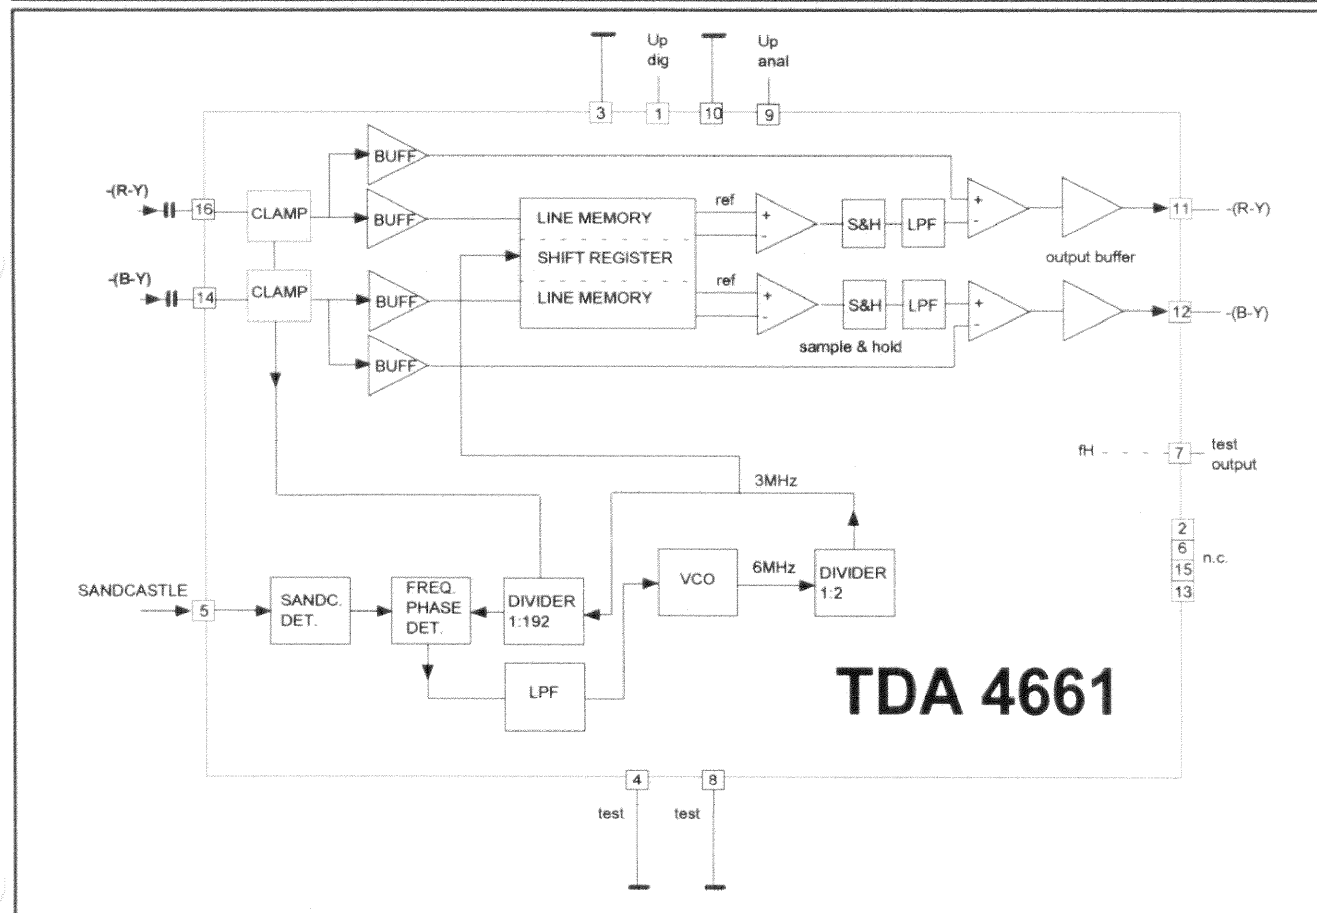 Up
dig
Up
anal
3
1
10
9
BUFF
-(R-Y)
16
CLAMP
BUFF
LINE MEMORY
ref
+
-
S&H
LPF
+
-
11
-(R-Y)
SHIFT REGISTER
output buffer
-(B-Y)
14
CLAMP
BUFF
LINE MEMORY
ref
+
-
S&H
LPF
+
-
12
-(B-Y)
sample & hold
BUFF
fH
7
test
output
3MHz
2
6
15
13
n.c.
SANDCASTLE
5
SANDC.
DET.
FREQ.
PHASE
DET.
DIVIDER
1:192
VCO
6MHz
DIVIDER
1:2
LPF
TDA 4661
4
8
test
test